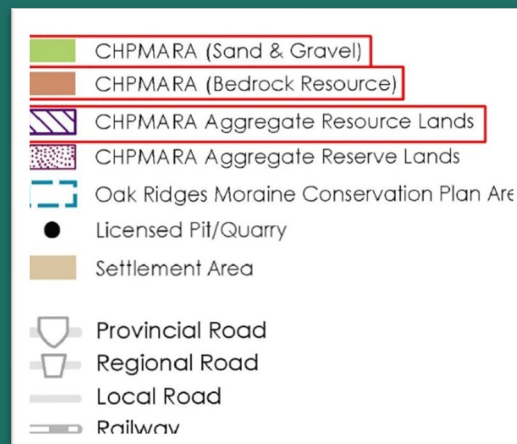 CHPMARA (Sand & Gravel)
CHPMARA (Bedrock Resource)
CHPMARA Aggregate Resource Lands
CHPMARA Aggregate Reserve Lands
Oak Ridges Moraine Conservation Plan Are
Licensed Pit/Quarry
Settlement Area
Provincial Road
Regional Road
Local Road
Railway